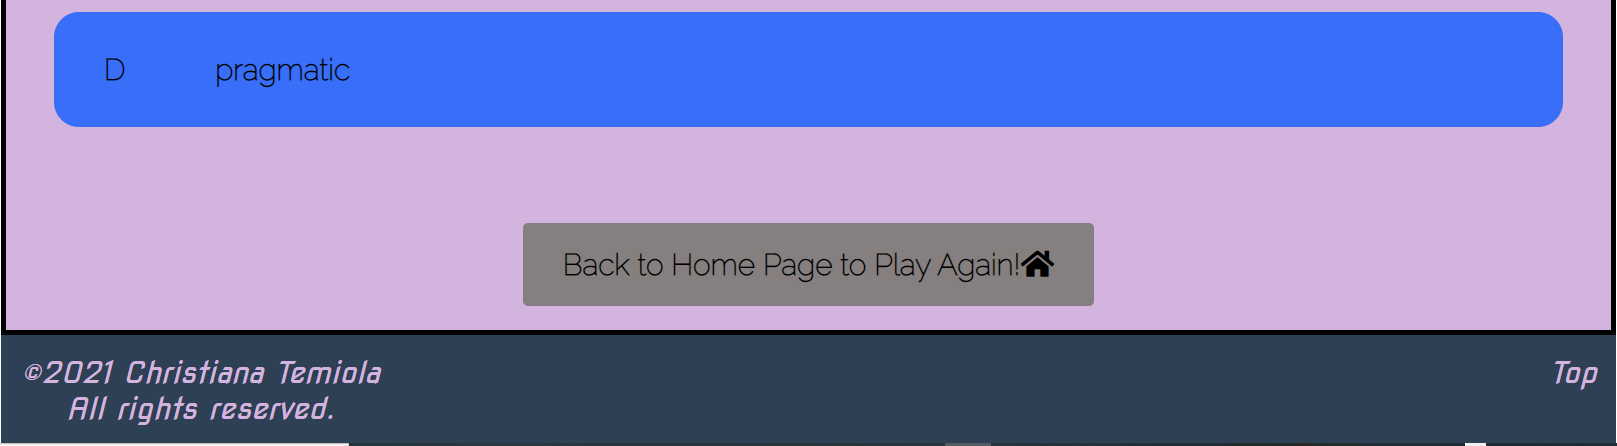 D pragmatic
Back to Home Page to Play Again!
©2021 Christiana Temiola Top
All rights reserved.